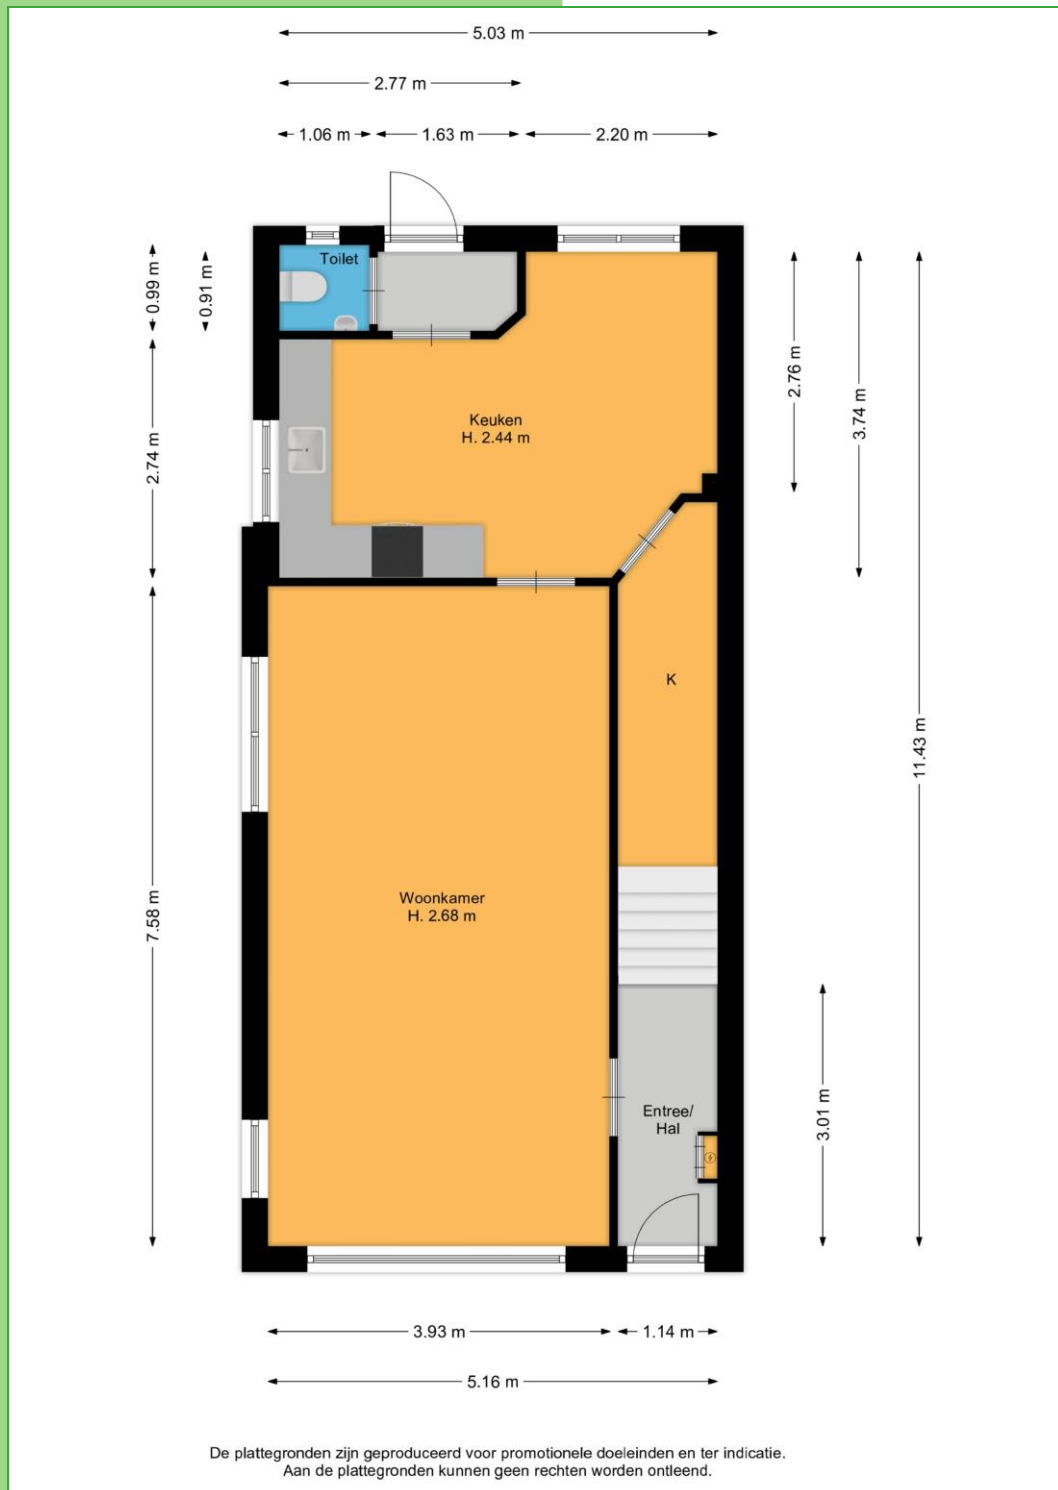 5.03 m
2.77 m
1.06 m
1.63 m
2.20 m
0.99 m
0.91 m
Toilet
2.76 m
3.74 m
Keuken
H. 2.44 m
2.74 m
K
11.43 m
Woonkamer
H. 2.68 m
7.58 m
Entree/
Hal
3.01 m
3.93 m
1.14 m
5.16 m
De plattegronden zijn geproduceerd voor promotionele doeleinden en ter indicatie.
Aan de plattegronden kunnen geen rechten worden ontleend.